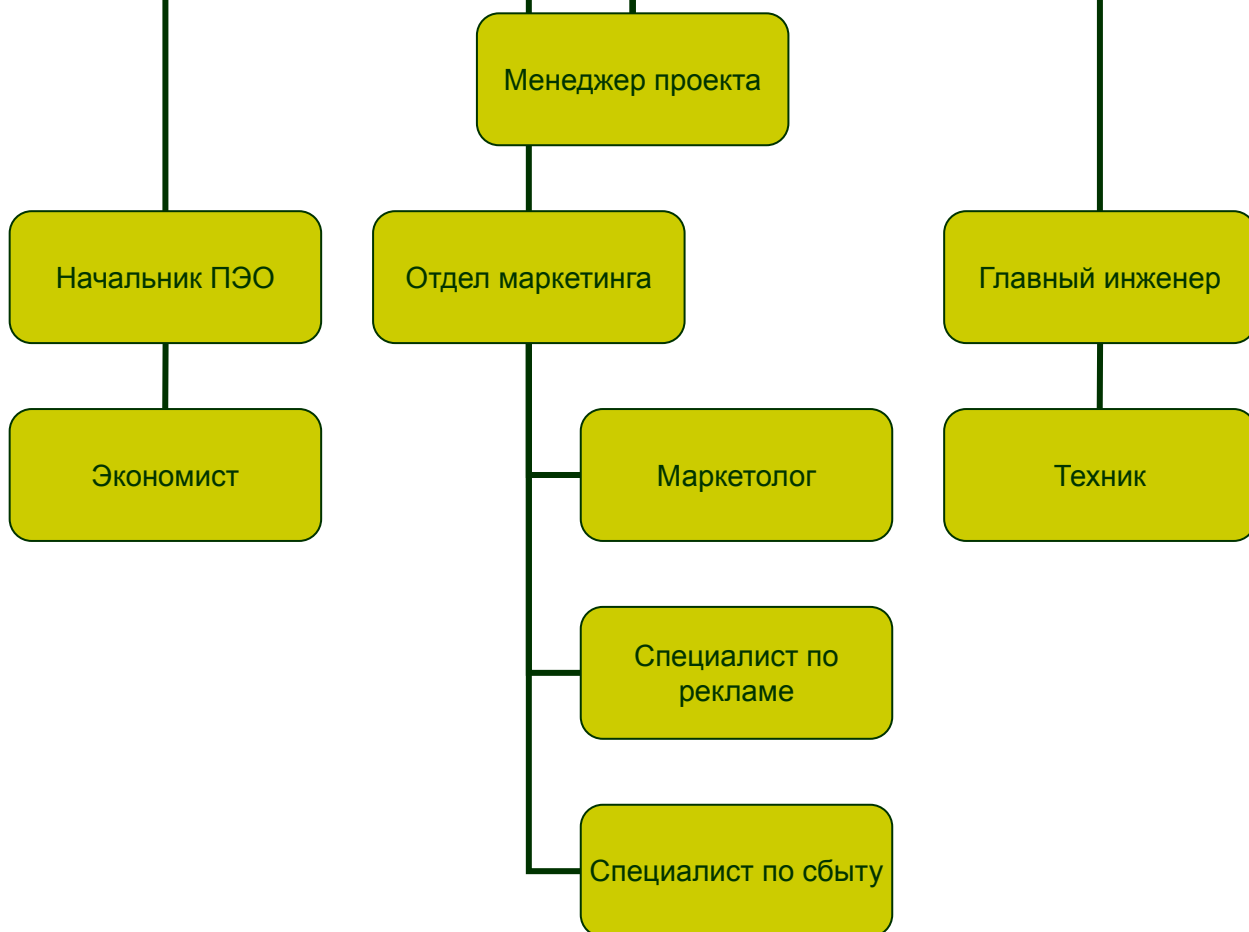 Менеджер проекта
Начальник ПЭО
Отдел маркетинга
Главный инженер
Экономист
Маркетолог
Техник
Специалист по
рекламе
Специалист по сбыту